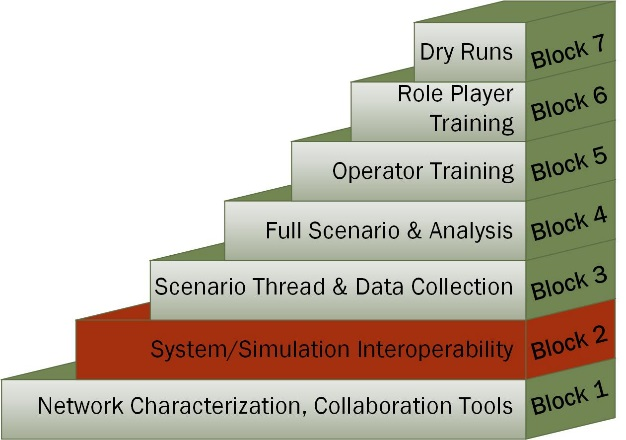 Dry Runs Block 7
Role Player
Training Block 6
Operator Training Block 5
Full Scenario & Analysis Block 4
Scenario Thread & Data Collection Block 3
System/Simulation Interoperability Block 2
Network Characterization, Collaboration Tools Block 1